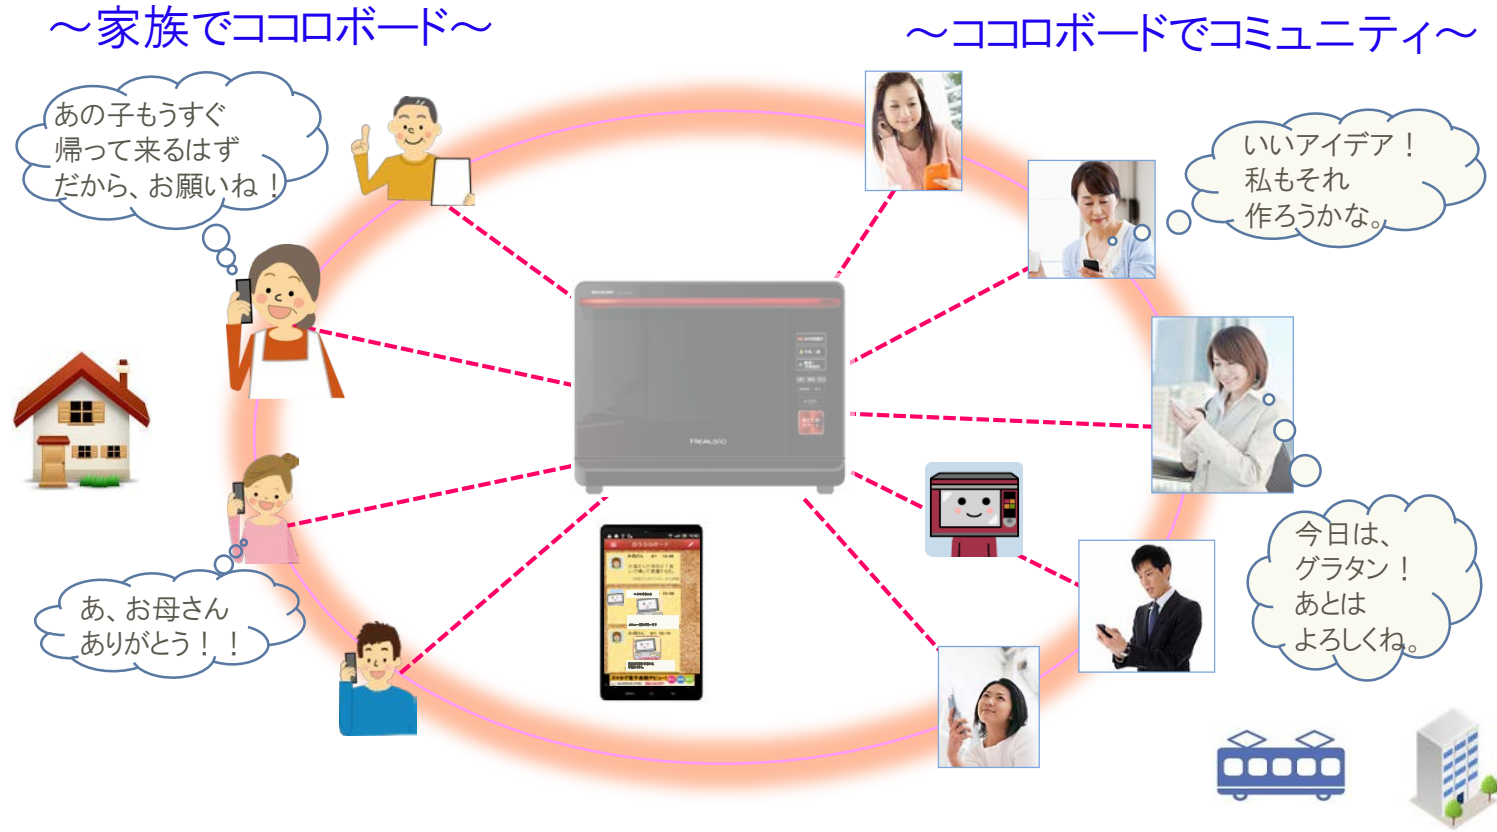 ～家族でココロボード～
～ココロボードでコミュニティ～
あの子もうすぐ
帰って来るはず
だから、お願いね！
いいアイデア！
私もそれ
作ろうかな。
HEALSIO
今日は、
グラタン！
あとは
よろしくね。
あ、お母さん
ありがとう！！